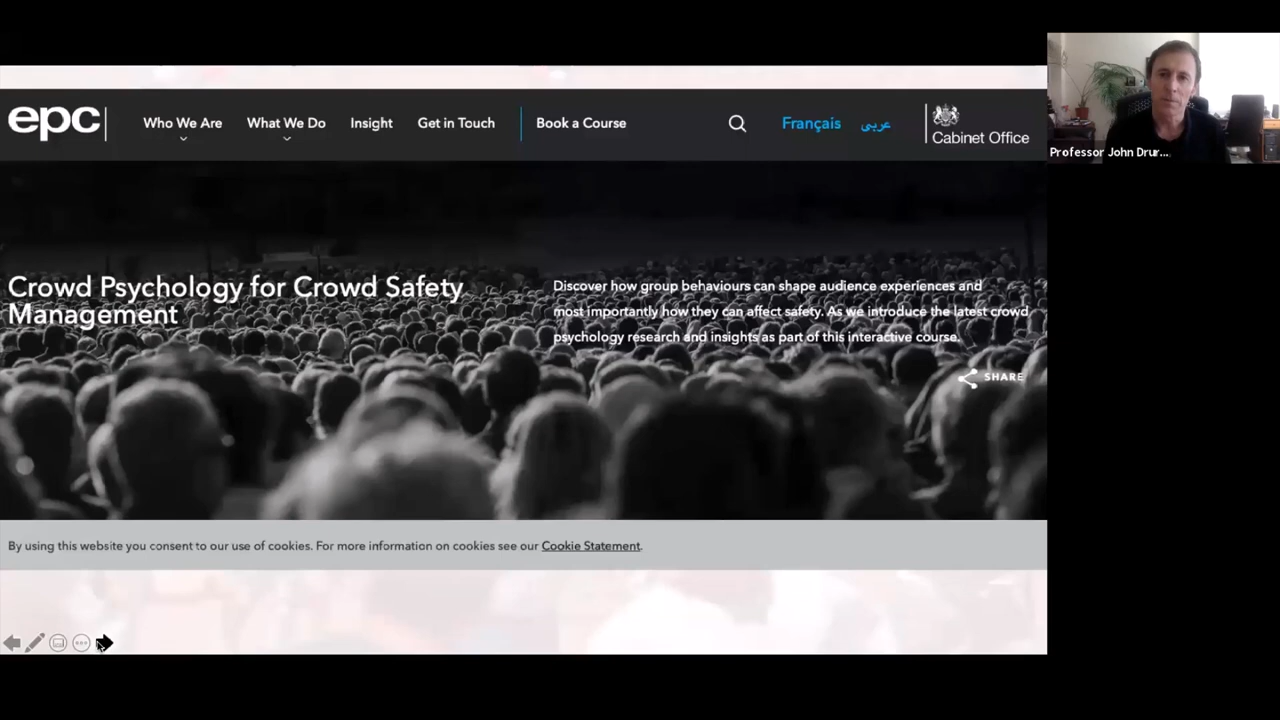 epc
Who We Are
What We Do
Insight
Get in Touch
Book a Course
Français
عربى
Cabinet Office
Professor John Drur...
Crowd Psychology for Crowd Safety
Management
Discover how group behaviours can shape audience experiences and
most importantly how they can affect safety. As we introduce the latest crowd
psychology research and insights as part of this interactive course.
SHARE
By using this website you consent to our use of cookies. For more information on cookies see our Cookie Statement.